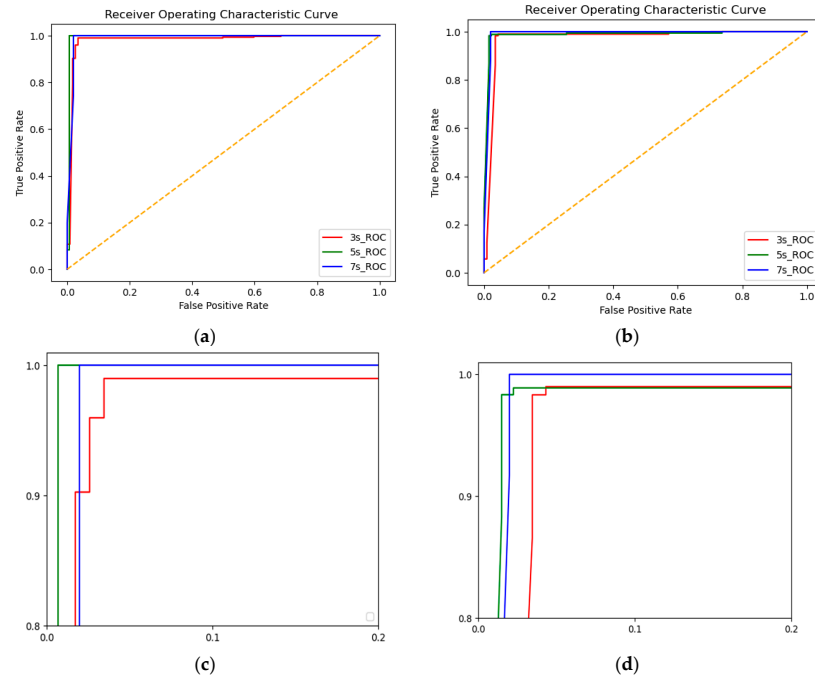 Receiver Operating Characteristic Curve
1.0
0.8
0.6
0.4
0.2
0.0
True Positive Rate
0.0 0.2 0.4 0.6 0.8 1.0
False Positive Rate
3s_ROC
5s_ROC
7s_ROC
(a)
Receiver Operating Characteristic Curve
1.0
0.8
0.6
0.4
0.2
0.0
True Positive Rate
0.0 0.2 0.4 0.6 0.8 1.0
False Positive Rate
3s_ROC
5s_ROC
7s_ROC
(b)
1.0
0.9
0.8
0.0 0.1 0.2
(c)
1.0
0.9
0.8
0.0 0.1 0.2
(d)